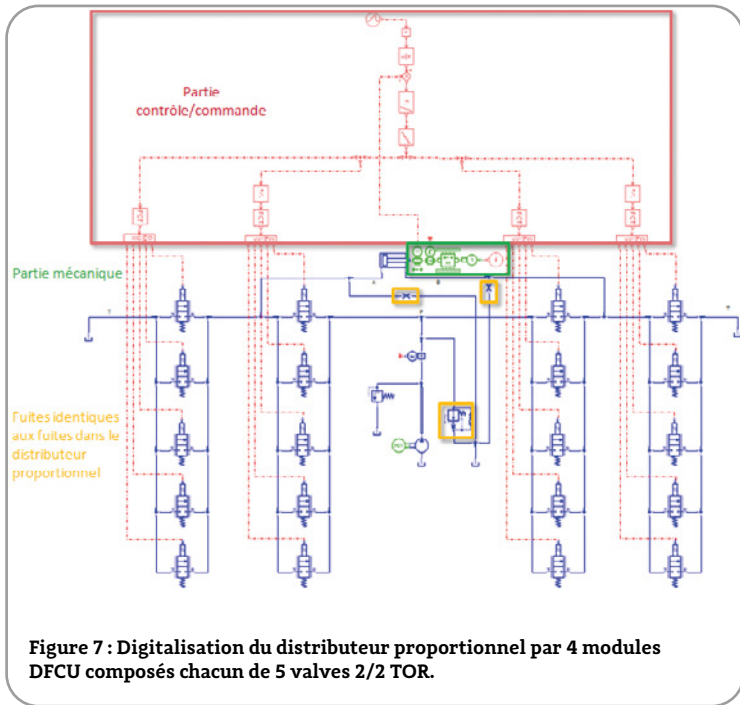 Partie
contrôle/commande
Partie mécanique
A
B
P
T
T
Fuites identiques
aux fuites dans le
distributeur
proportionnel
Figure 7 : Digitalisation du distributeur proportionnel par 4 modules
DFCU composés chacun de 5 valves 2/2 TOR.